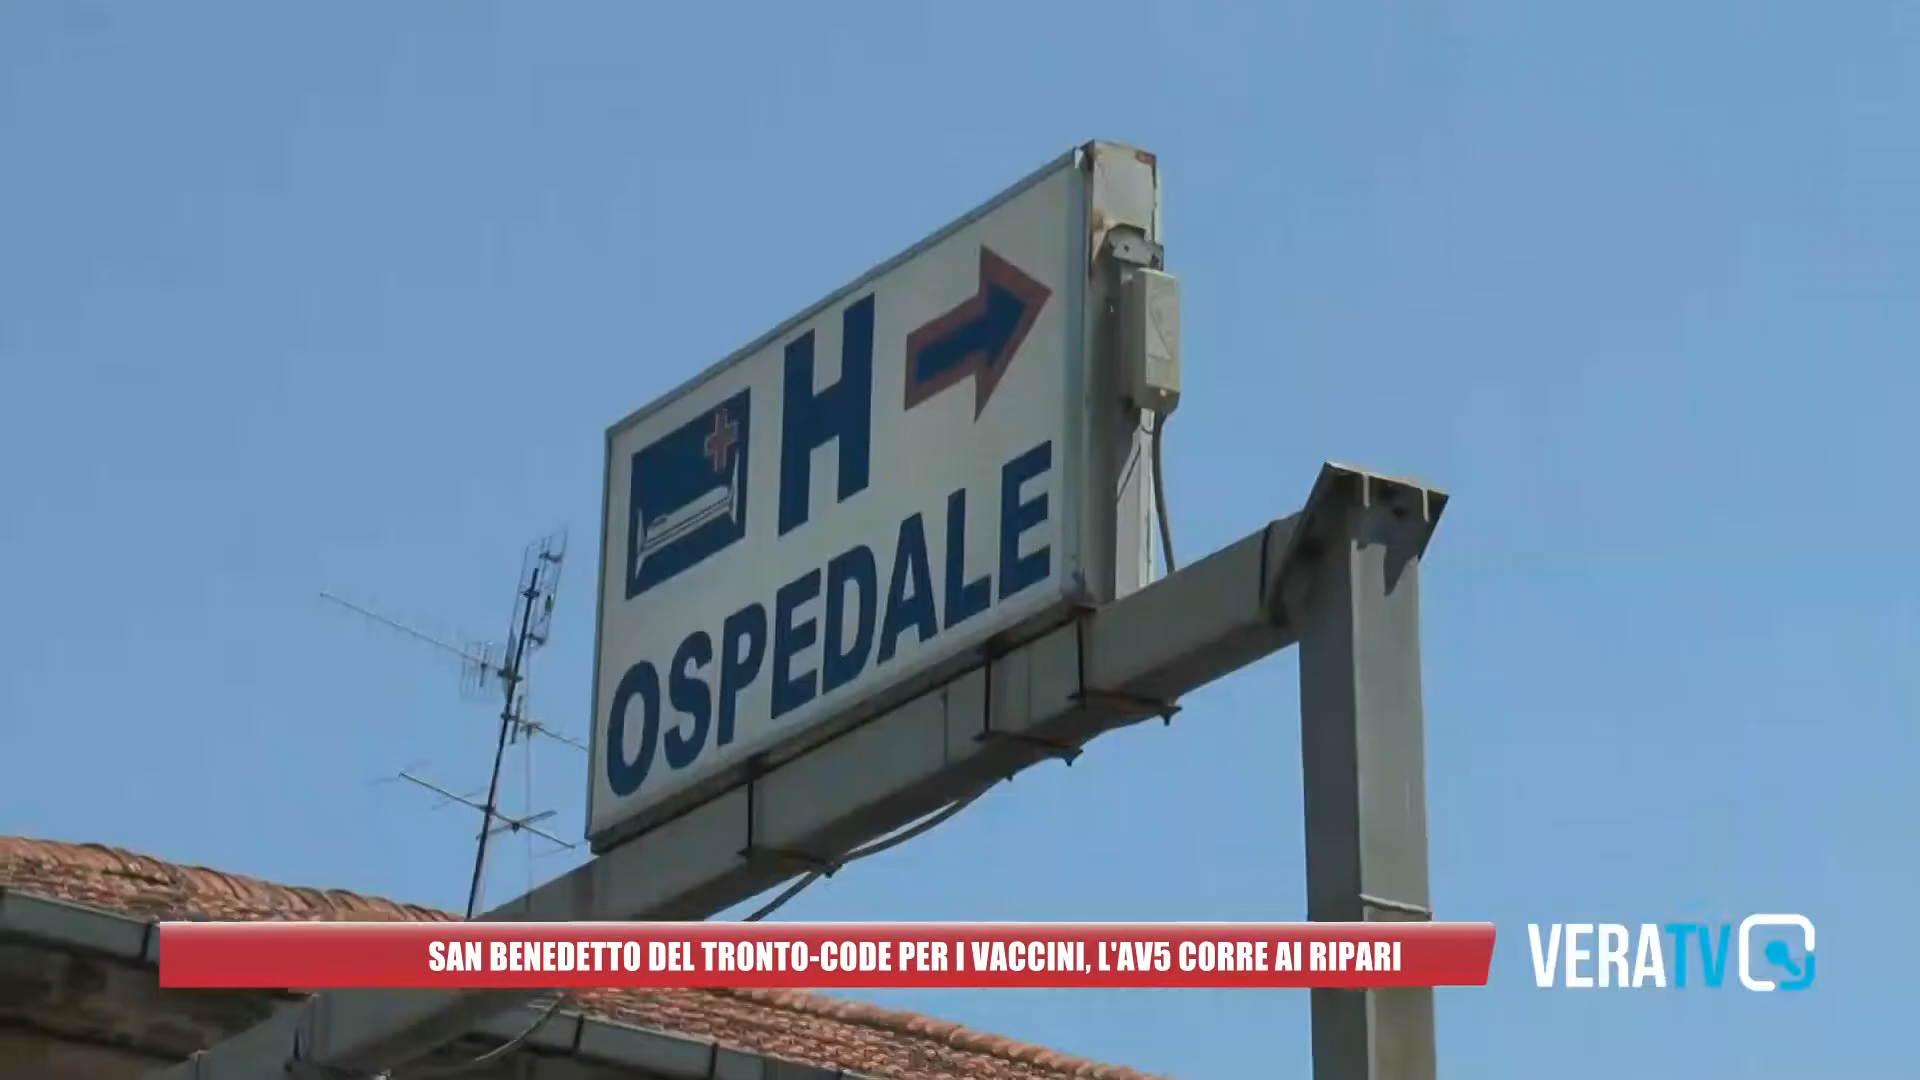 H
OSPEDALE
SAN BENEDETTO DEL TRONTO-CODE PER I VACCINI, L'AV5 CORRE AI RIPARI
VERATV